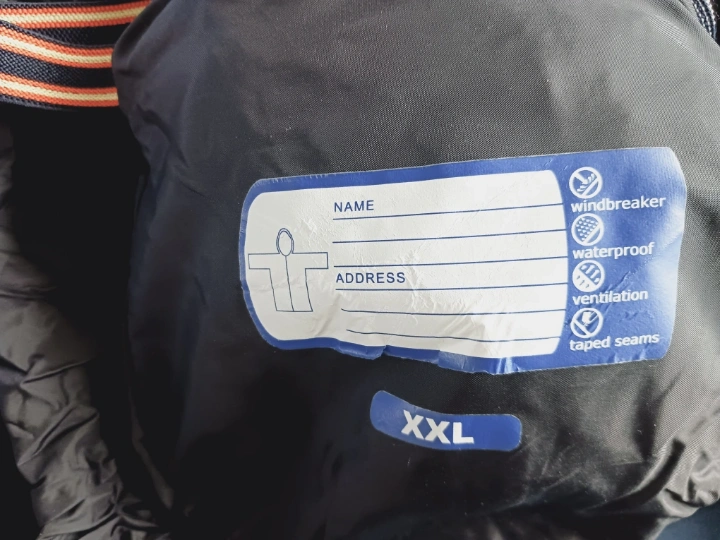 NAME
ADDRESS
windbreaker
waterproof
ventilation
taped seams
XXL